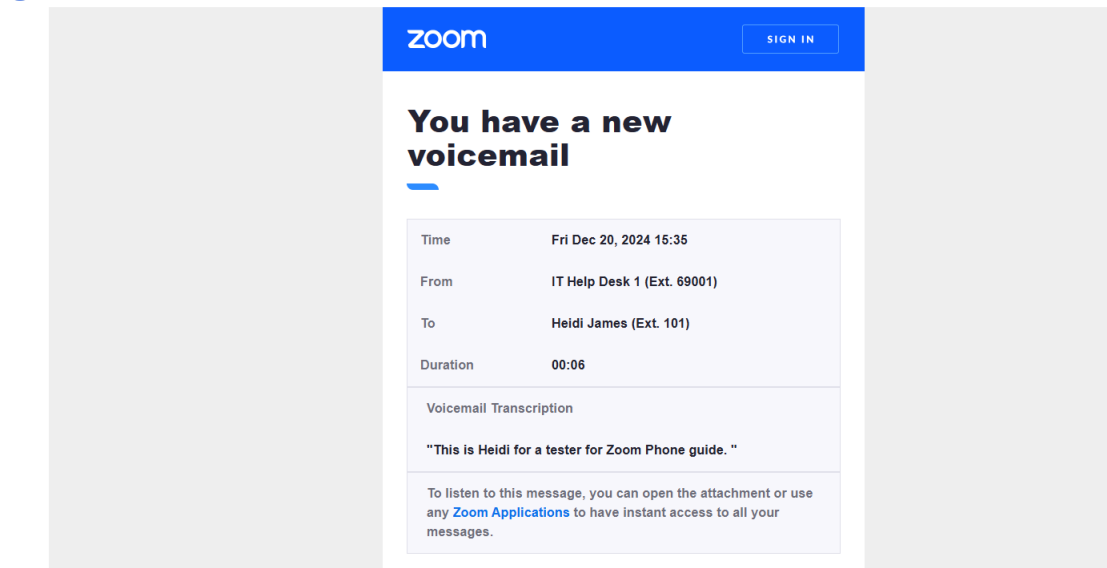 zoom
SIGN IN
You have a new
voicemail
Time Fri Dec 20, 2024 15:35
From IT Help Desk 1 (Ext. 69001)
To Heidi James (Ext. 101)
Duration 00:06
Voicemail Transcription
"This is Heidi for a tester for Zoom Phone guide. "
To listen to this message, you can open the attachment or use
any Zoom Applications to have instant access to all your
messages.